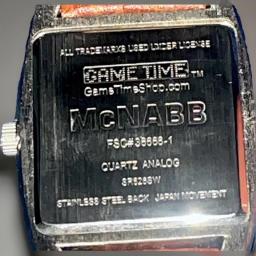 ALL TRADEMARKS USED UNDER LICENSE
GAME TIME™
GameTimeShop.com
McNABB
FSC#36668-1
QUARTZ ANALOG
SR626SW
STAINLESS STEEL BACK JAPAN MOVEMENT